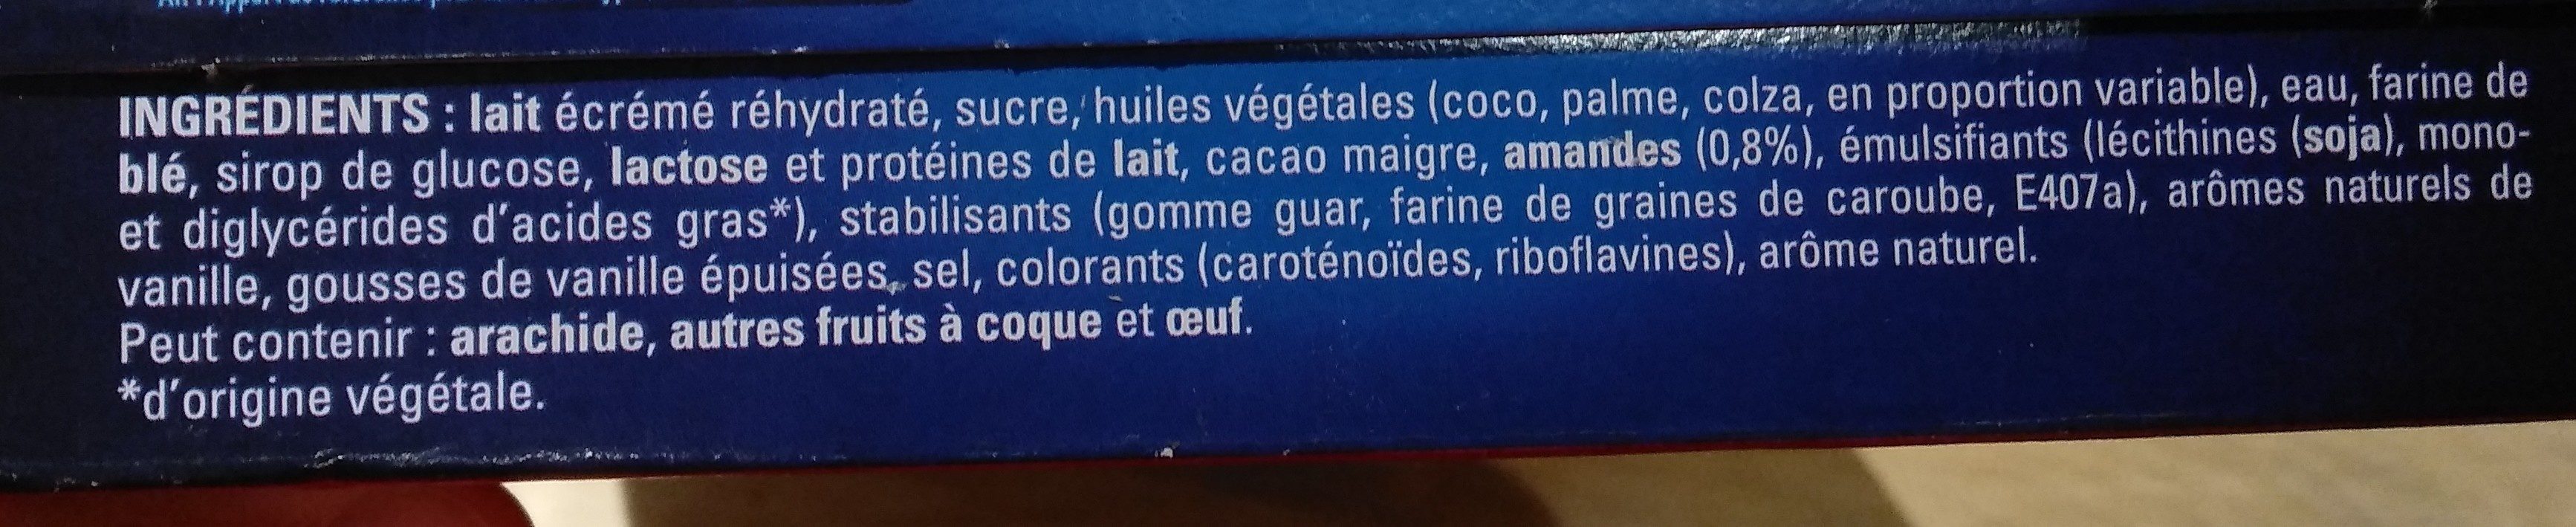 INGRÉDIENTS : lait écrémé réhydraté, sucre, huiles végétales (coco, palme, colza, en proportion variable), eau, farine de
blé, sirop de glucose, lactose et protéines de lait, cacao maigre, amandes (0,8%), émulsifiants (lécithines (soja), mono-
et diglycérides d'acides gras*), stabilisants (gomme guar, farine de graines de caroube, E407a), arômes naturels de
vanille, gousses de vanille épuisées, sel, colorants (caroténoïdes, riboflavines), arôme naturel.
Peut contenir : arachide, autres fruits à coque et œuf.
*d'origine végétale.